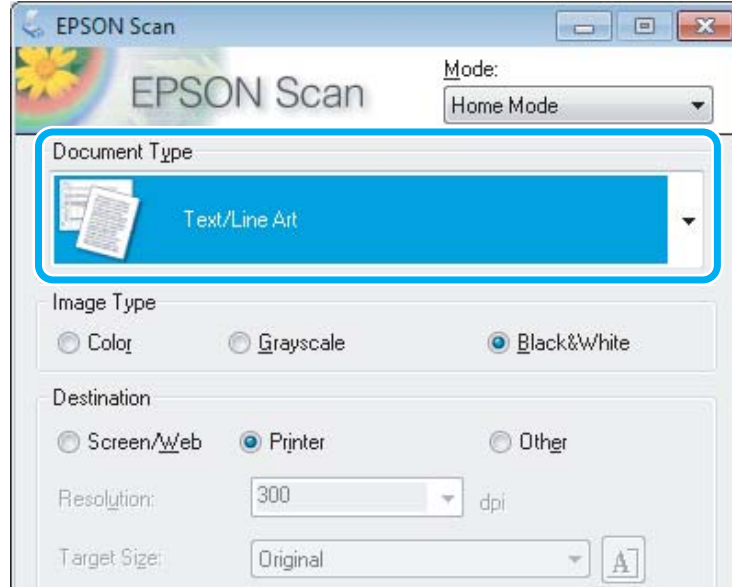 EPSON Scan
EPSON Scan
Mode:
Home Mode
Document Type
Text/Line Art
Image Type
Color Grayscale Black&White
Destination
Screen/Web Printer Other
Resolution: 300 dpi
Target Size: Original A